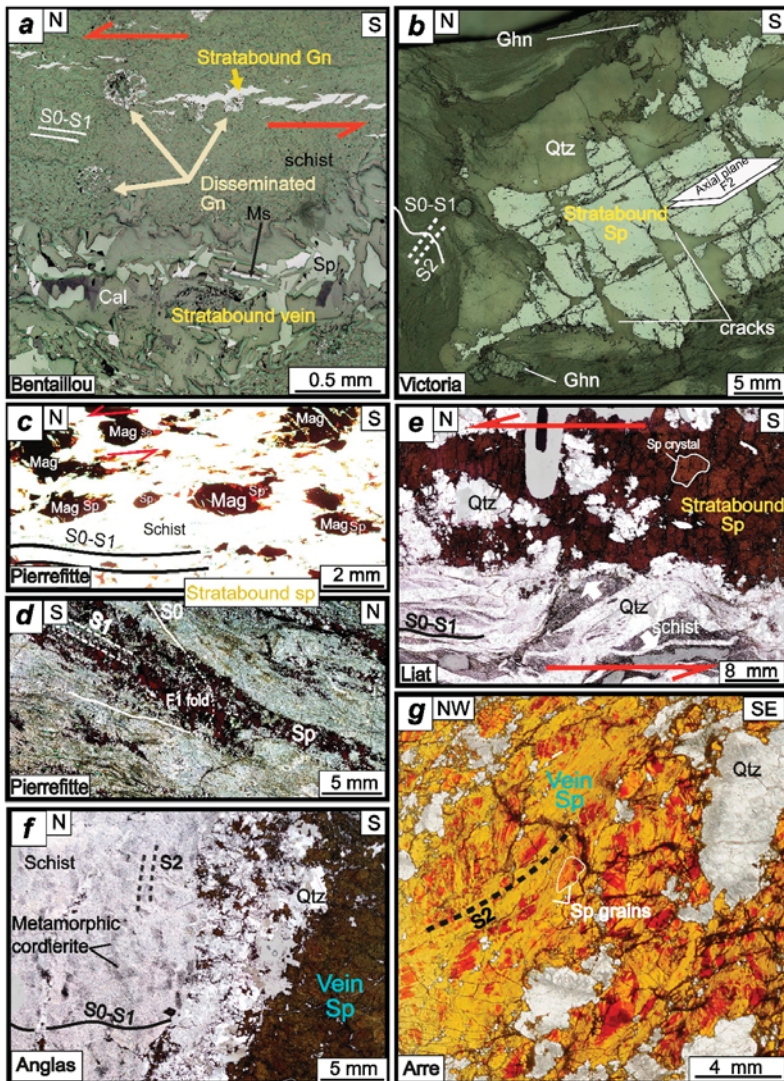 a
N
S
Stratabound Gn
S0-S1
schist
Disseminated
Gn
Ms
Sp
Cal
Stratabound vein
Bentaillou
0.5 mm
b
N
S
Ghn
Qtz
Axial plane
F2
S0-S1
Stratabound
Sp
S2
cracks
Ghn
Victoria
5 mm
c
N
S
Mag
Sp
Mag
Mag
Mag
Sp
Sp
Mag
Sp
Mag
Sp
Schist
S0-S1
Pierrefitte
2 mm
Stratabound sp
d
S
N
S0
S1
F1 fold
Sp
Pierrefitte
5 mm
e
N
S
Sp crystal
Qtz
Stratabound
Sp
Qtz
S0-S1
schist
Liat
8 mm
f
N
S
Schist
S2
Qtz
Metamorphic
cordierite
Vein
Sp
S0-S1
Anglas
5 mm
g
NW
SE
Qtz
Vein
Sp
S2
Sp grains
Arre
4 mm